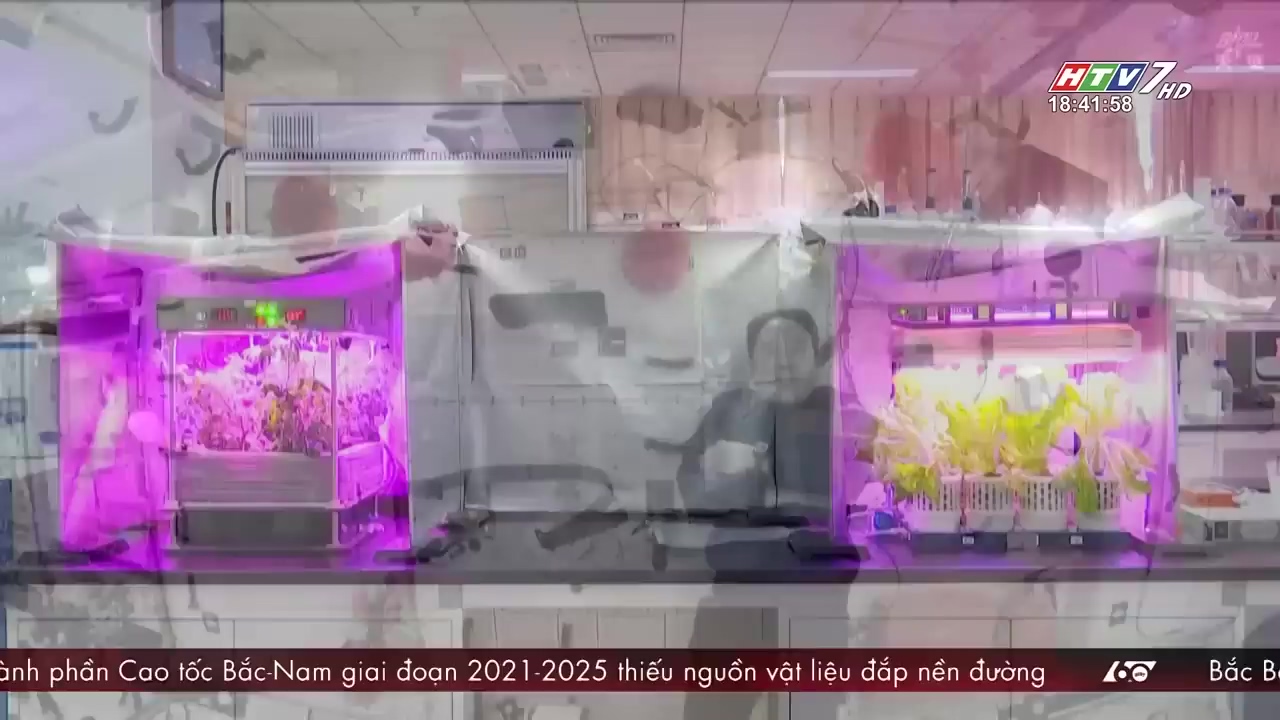 HTV7 HD
18:41:58
ành phần Cao tốc Bắc-Nam giai đoạn 2021-2025 thiếu nguồn vật liệu đắp nền đường 60 Bắc B